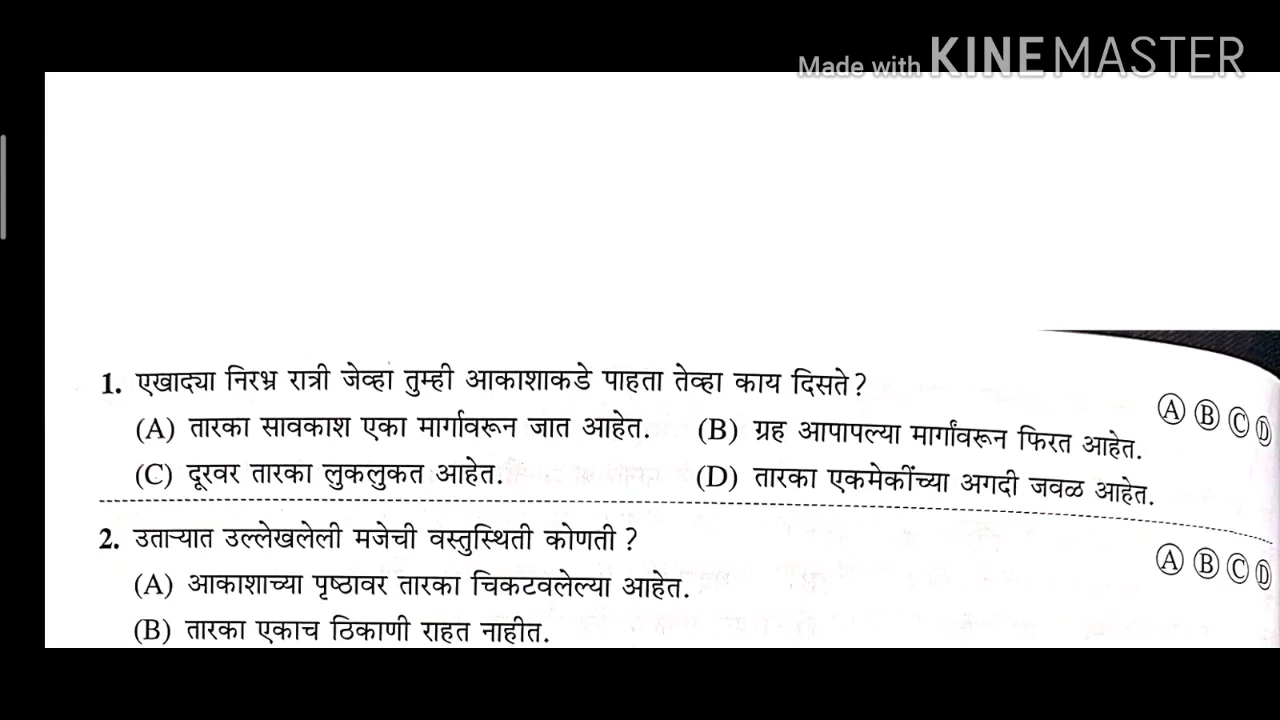 Made with KINEMASTER
1. एखाद्या निरभ्र रात्री जेव्हा तुम्ही आकाशाकडे पाहता तेव्हा काय दिसते?
(A) तारका सावकाश एका मार्गावरून जात आहेत. (B) ग्रह आपापल्या मार्गांवरून फिरत आहेत.
(C) दूरवर तारका लुकलुकत आहेत. (D) तारका एकमेकींच्या अगदी जवळ आहेत.
Ⓐ Ⓑ Ⓒ Ⓓ
2. उताऱ्यात उल्लेखलेली मजेची वस्तुस्थिती कोणती ?
(A) आकाशाच्या पृष्ठावर तारका चिकटवलेल्या आहेत.
(B) तारका एकाच ठिकाणी राहत नाहीत.
Ⓐ Ⓑ Ⓒ Ⓓ